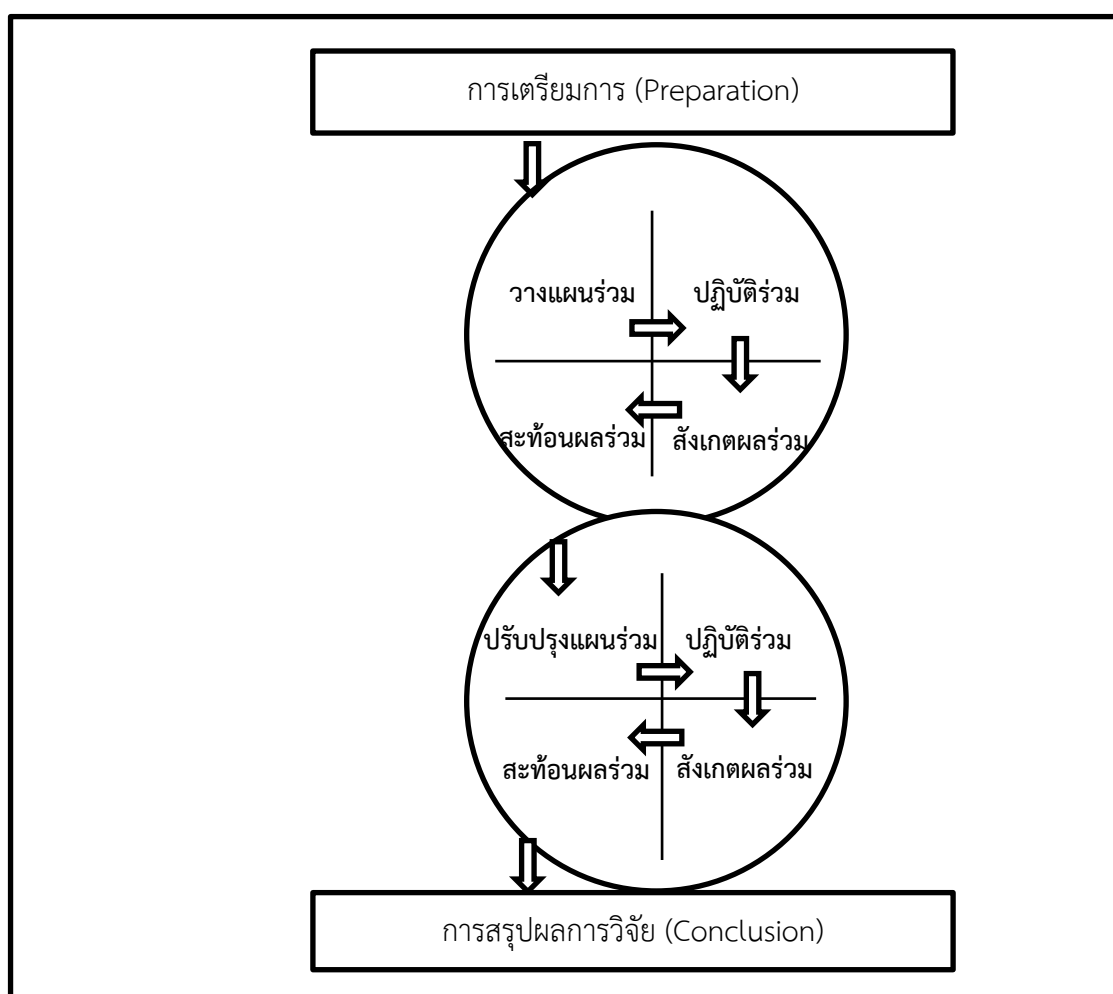 การเตรียมการ (Preparation)
วางแผนร่วม
ปฏิบัติร่วม
สะท้อนผลร่วม
สังเกตผลร่วม
ปรับปรุงแผนร่วม
ปฏิบัติร่วม
สะท้อนผลร่วม
สังเกตผลร่วม
การสรุปผลการวิจัย (Conclusion)